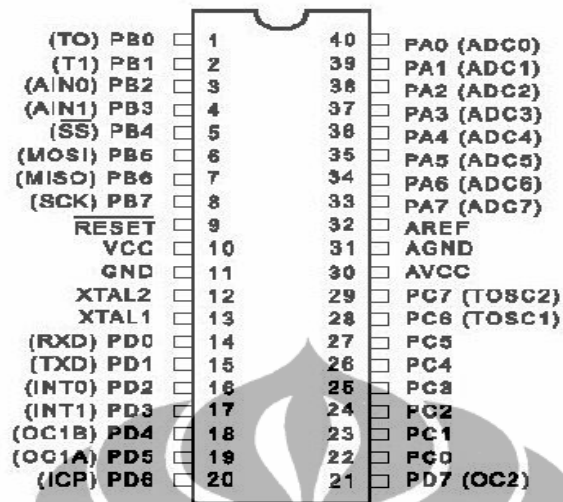 (TO) PB0 1 40 PA0 (ADC0)
(T1) PB1 2 39 PA1 (ADC1)
(AIN0) PB2 3 38 PA2 (ADC2)
(AIN1) PB3 4 37 PA3 (ADC3)
(SS) PB4 5 36 PA4 (ADC4)
(MOSI) PB5 6 35 PA5 (ADC5)
(MISO) PB6 7 34 PA6 (ADC6)
(SCK) PB7 8 33 PA7 (ADC7)
RESET 9 32 AREF
VCC 10 31 AGND
GND 11 30 AVCC
XTAL2 12 29 PC7 (TOSC2)
XTAL1 13 28 PC6 (TOSC1)
(RXD) PD0 14 27 PC5
(TXD) PD1 15 26 PC4
(INT0) PD2 16 25 PC3
(INT1) PD3 17 24 PC2
(OC1B) PD4 18 23 PC1
(OC1A) PD5 19 22 PC0
(ICP) PD6 20 21 PD7 (OC2)